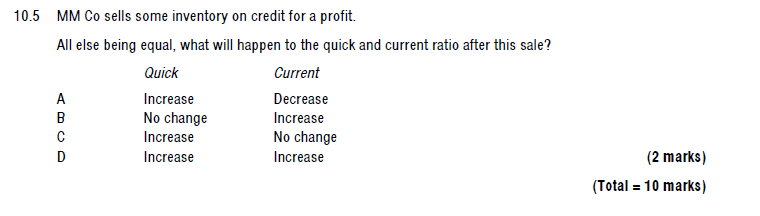 10.5 MM Co sells some inventory on credit for a profit.
All else being equal, what will happen to the quick and current ratio after this sale?
Quick Current
A Increase Decrease
B No change Increase
C Increase No change
D Increase Increase (2 marks)
(Total = 10 marks)